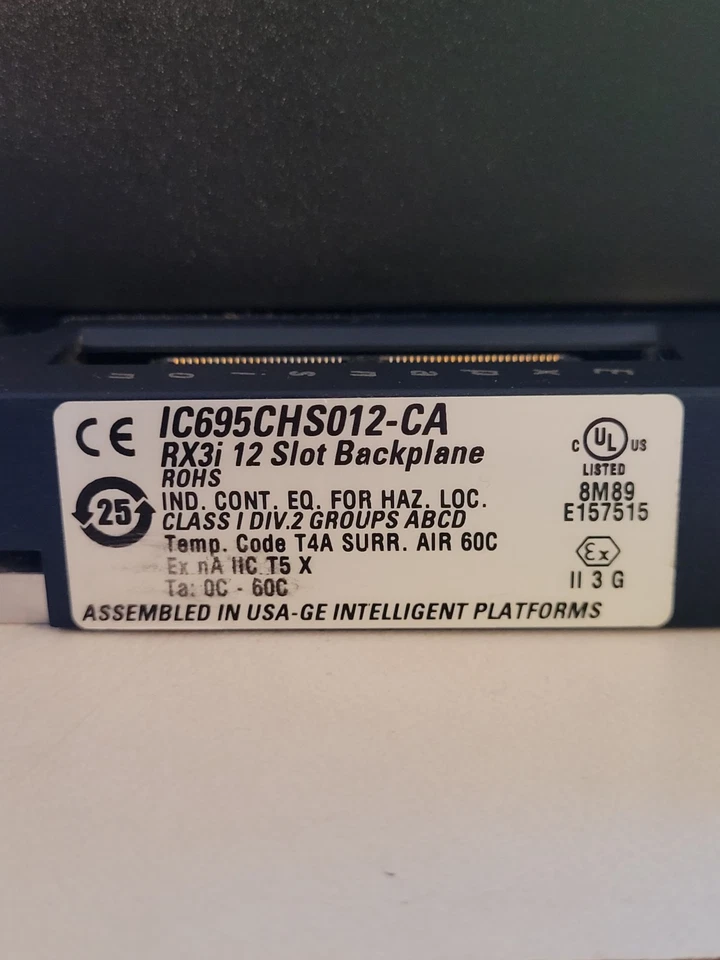 Expansion
CE
IC695CHS012-CA
RX3i 12 Slot Backplane
ROHS
25
IND. CONT. EQ. FOR HAZ. LOC.
CLASS I DIV.2 GROUPS ABCD
Temp. Code T4A SURR. AIR 60C
Ex nA IIC T5 X
Ta: 0C - 60C
ASSEMBLED IN USA-GE INTELLIGENT PLATFORMS
C UL US
LISTED
8M89
E157515
Ex
II 3 G